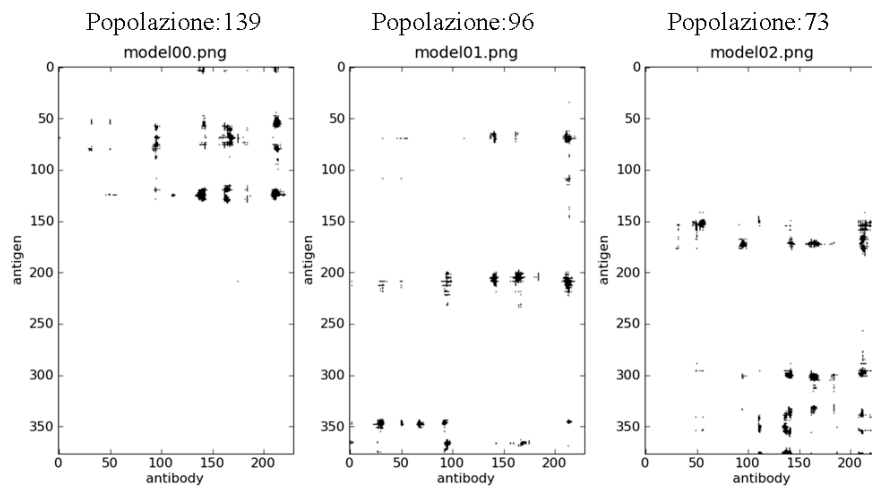 Popolazione:139 Popolazione:96 Popolazione:73
model00.png model01.png model02.png
0 0 0
50 50 50
100 100 100
150 150 150
antigen antigen antigen
200 200 200
250 250 250
300 300 300
350 350 350
0 50 100 150 200 0 50 100 150 200 0 50 100 150 200
antibody antibody antibody